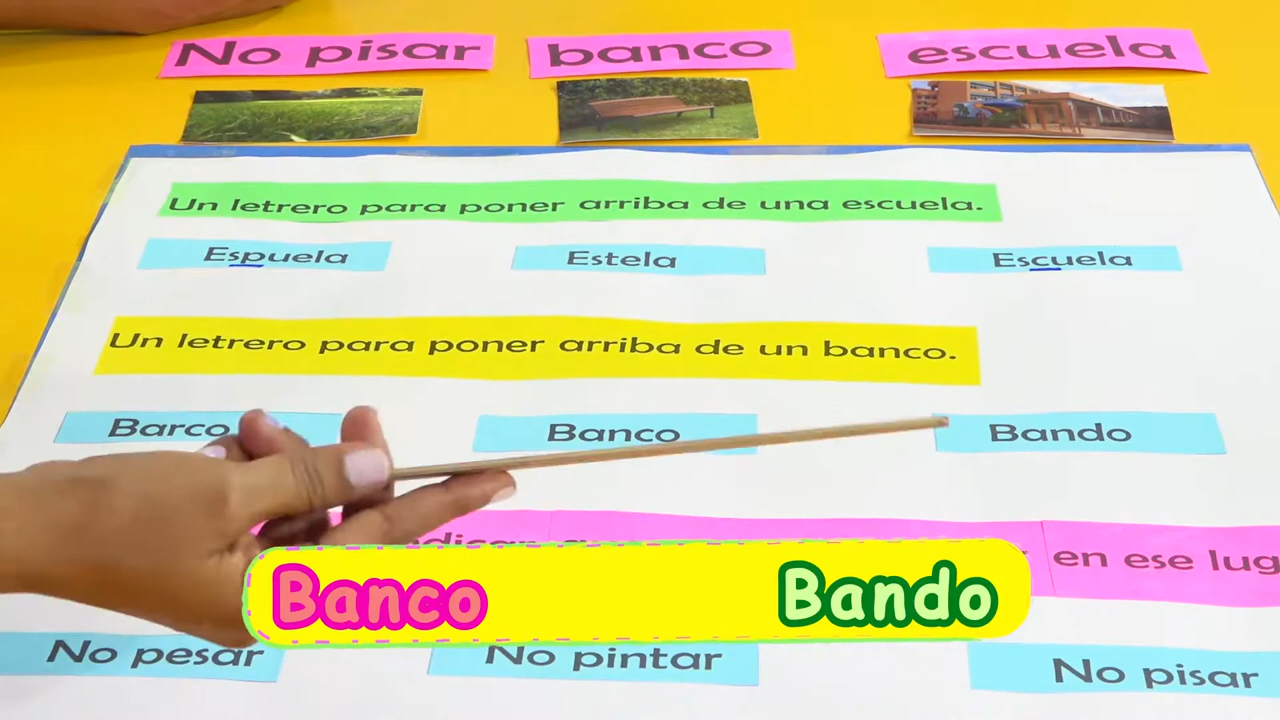 No pisar banco escuela
Un letrero para poner arriba de una escuela.
Espuela Estela Escuela
Un letrero para poner arriba de un banco.
Barco Banco Bando
en ese lug
Banco Bando
No pesar No pintar No pisar